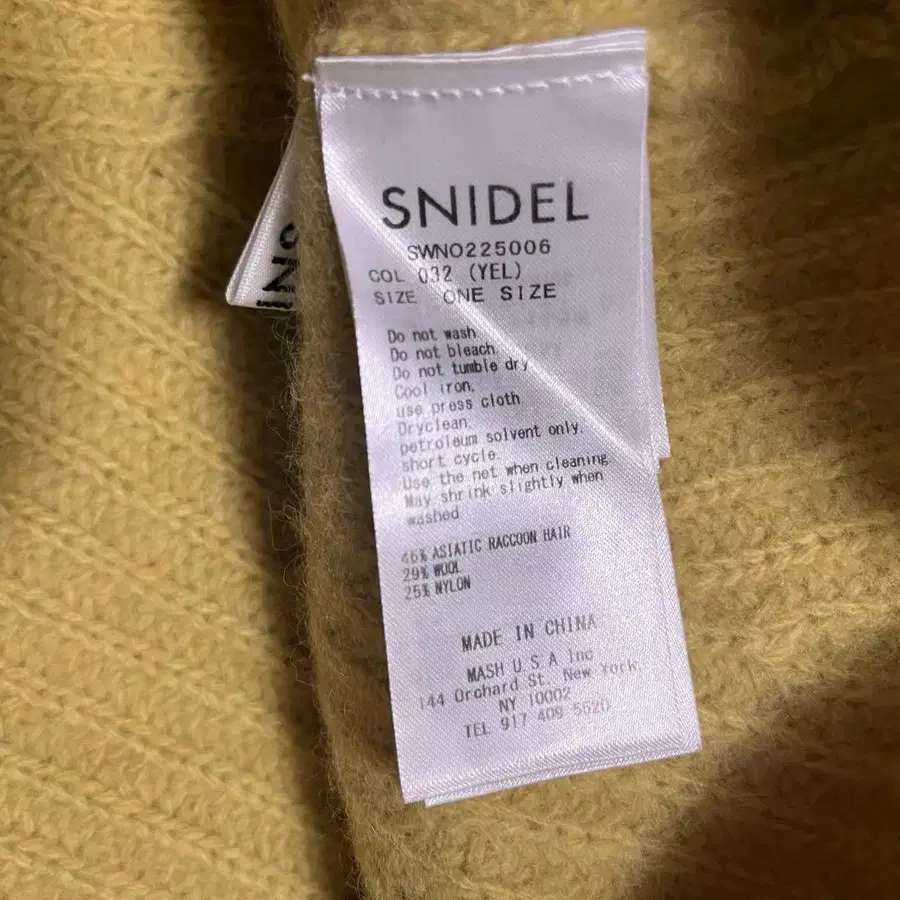 SNIDEL
SWNO225006
COL 032 (YEL)
SIZE ONE SIZE
Do not wash
Do not bleach
Do not tumble dry
Cool iron,
use press cloth
Dryclean,
petroleum solvent only.
short cycle.
Use the net when cleaning
May shrink slightly when
washed
46% ASIATIC RACCOON HAIR
29% WOOL
25% NYLON
MADE IN CHINA
MASH U S A Inc
144 Orchard St. New York
NY 10002
TEL 917 409 5520